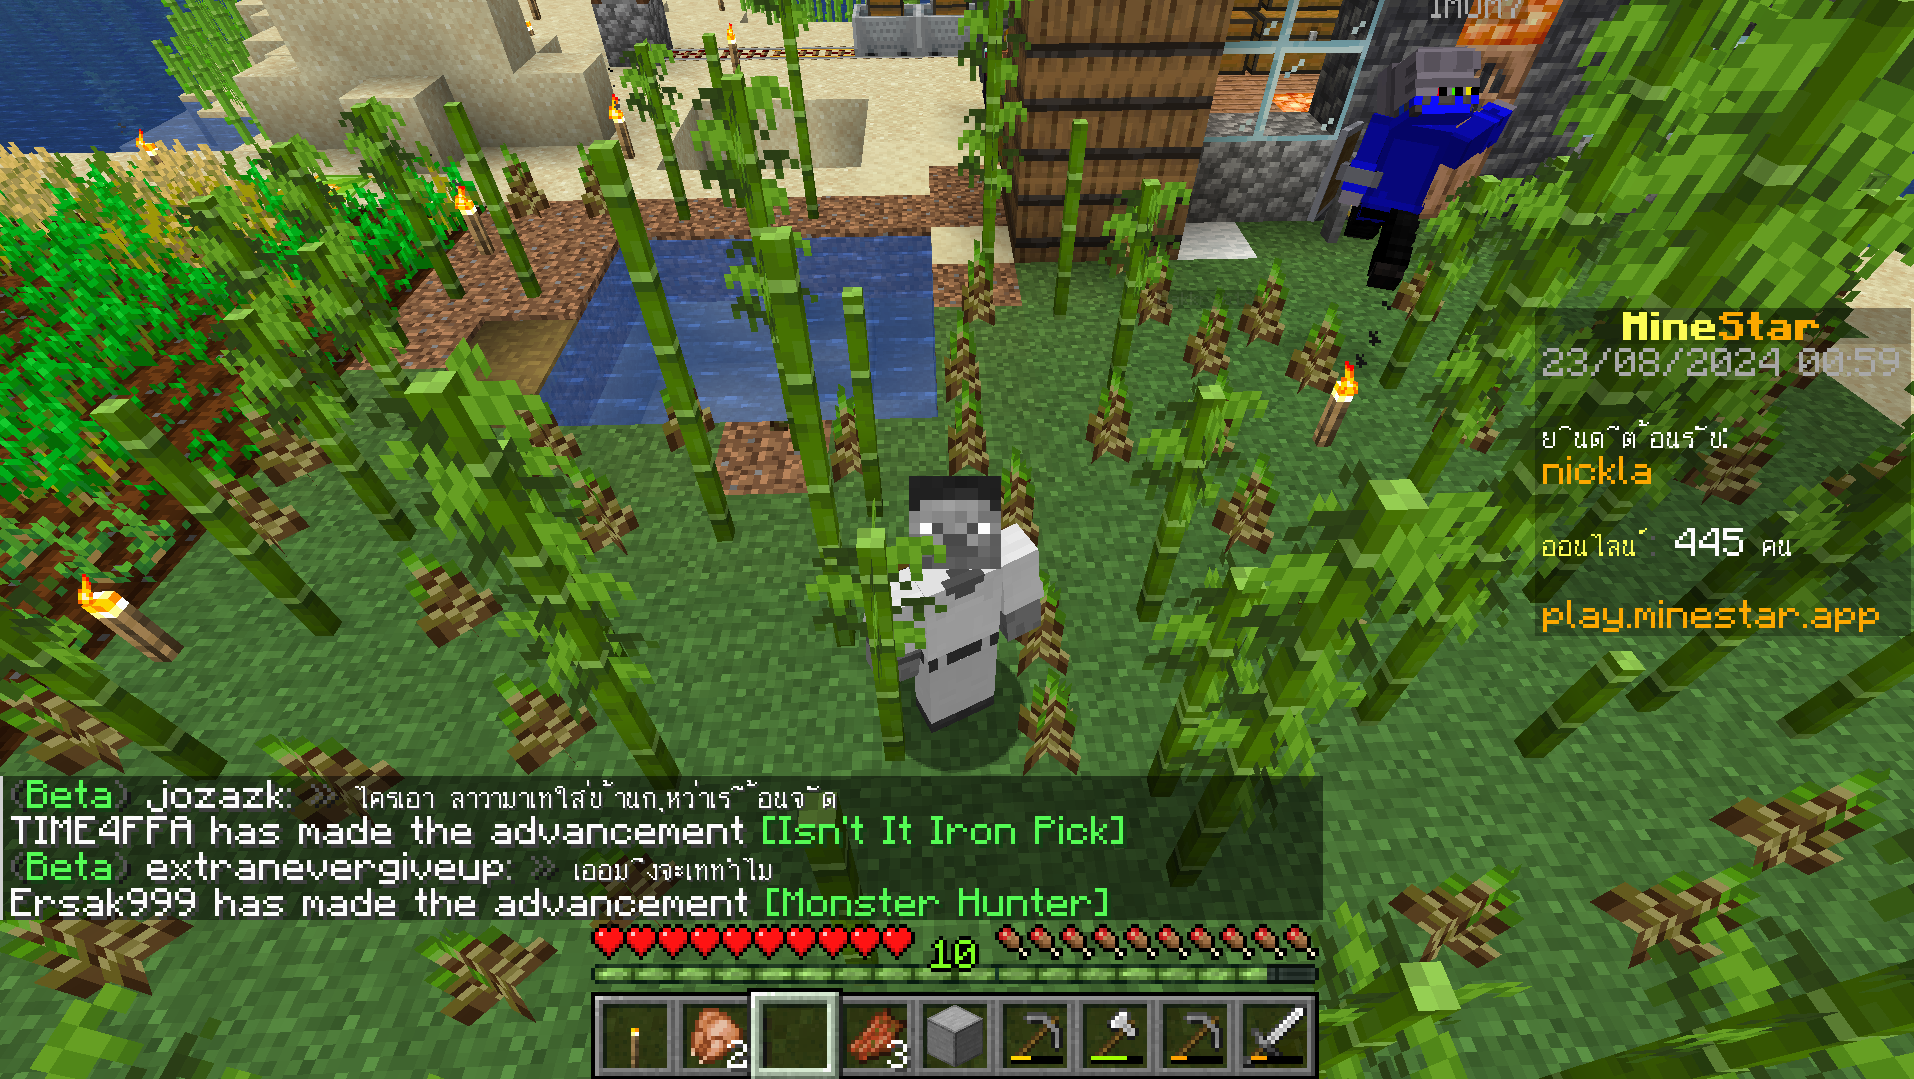 IMOMY
MineStar
23/08/2024 00:59
ยินดีต้อนรับ:
nickla
ออนไลน์: 445 คน
play.minestar.app
(Beta) jozazk: » ใครเอา ลาวามาเทใส่บ้านกุหว่าเรี้อนจัด
TIME4FFA has made the advancement [Isn't It Iron Pick]
(Beta) extranevergiveup: » เออมึงจะเททำไม
Ersak999 has made the advancement [Monster Hunter]
10
2
3